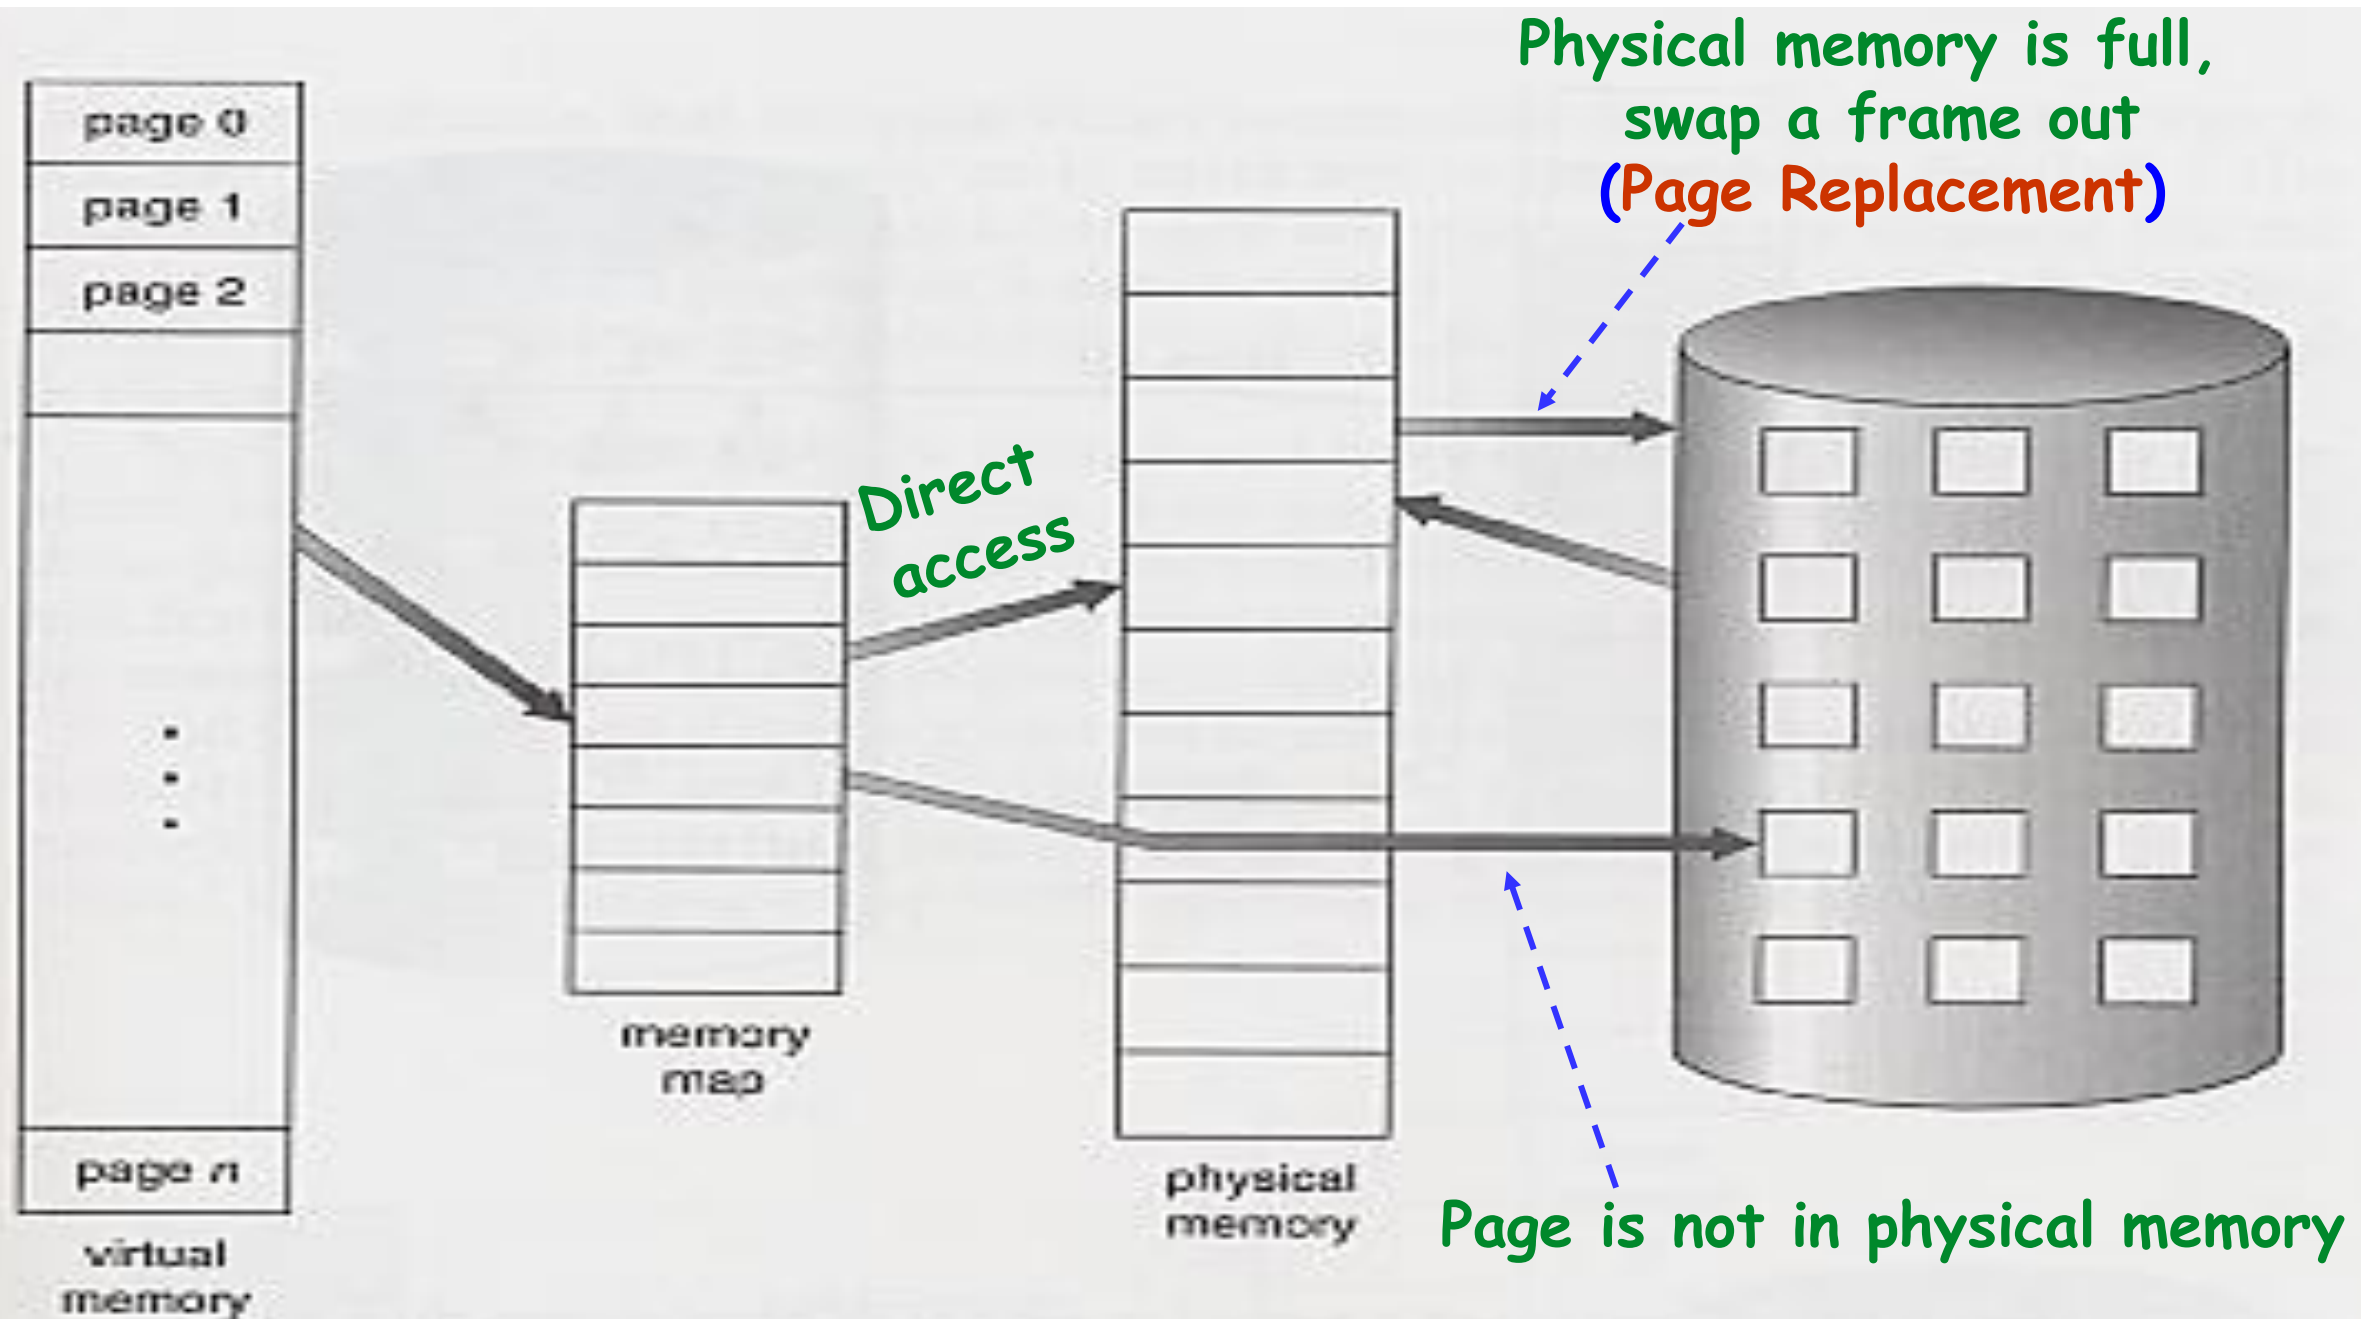 Physical memory is full,
swap a frame out
(Page Replacement)
page 0
page 1
page 2
Direct
access
page n
memory
map
physical
memory
Page is not in physical memory
virtual
memory